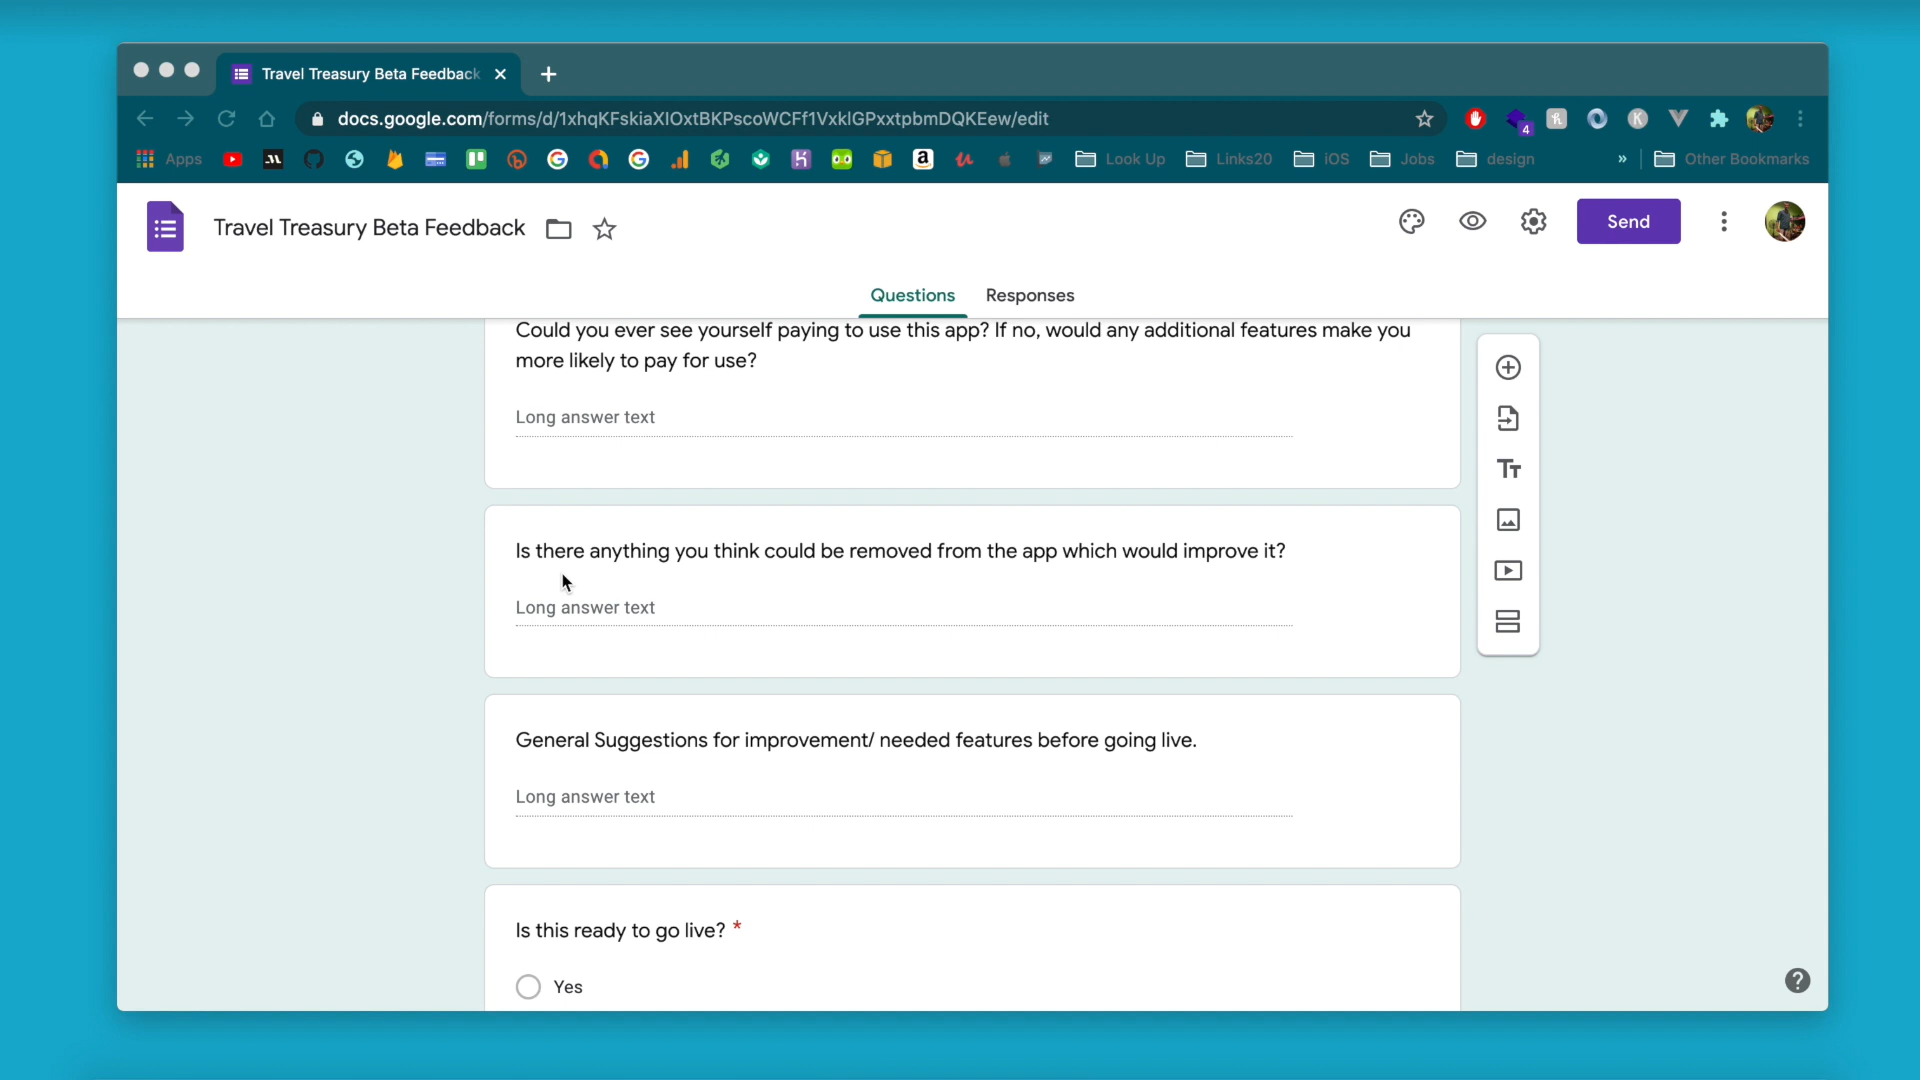 Travel Treasury Beta Feedback
docs.google.com/forms/d/1xhqKFskiaXIOxtBKPscoWCFf1VxklGPxxtpbmDQKEew/edit
4
Apps
Look Up
Links20
iOS
Jobs
design
»
Other Bookmarks
Travel Treasury Beta Feedback
Send
Questions
Responses
Could you ever see yourself paying to use this app? If no, would any additional features make you
more likely to pay for use?
Long answer text
Is there anything you think could be removed from the app which would improve it?
Long answer text
General Suggestions for improvement/ needed features before going live.
Long answer text
Is this ready to go live? *
Yes